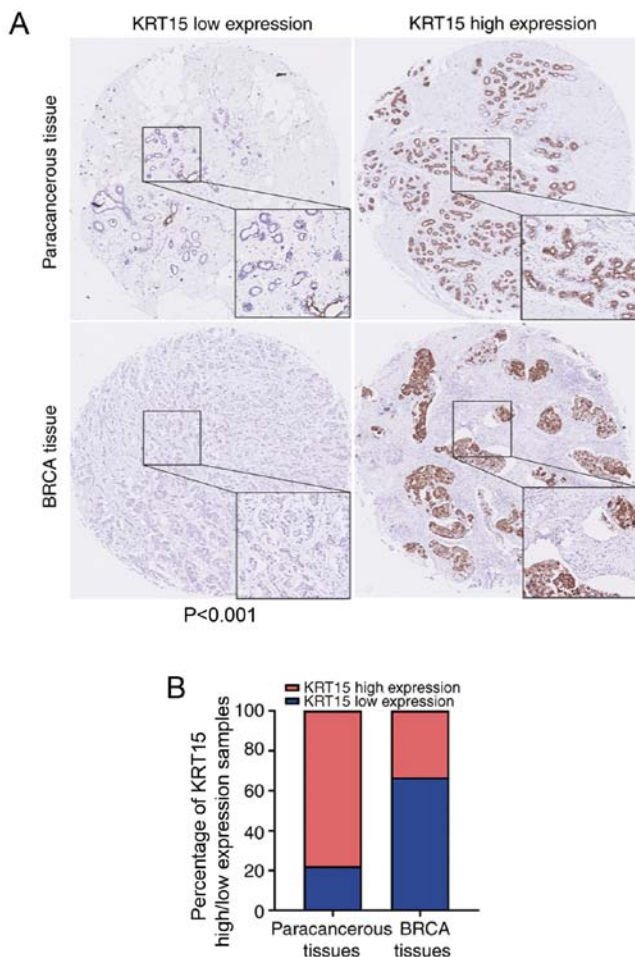 A
KRT15 low expression
KRT15 high expression
Paracancerous tissue
BRCA tissue
P<0.001
B
KRT15 high expression
KRT15 low expression
Percentage of KRT15
high/low expression samples
100
80
60
40
20
0
Paracancerous
tissues
BRCA
tissues